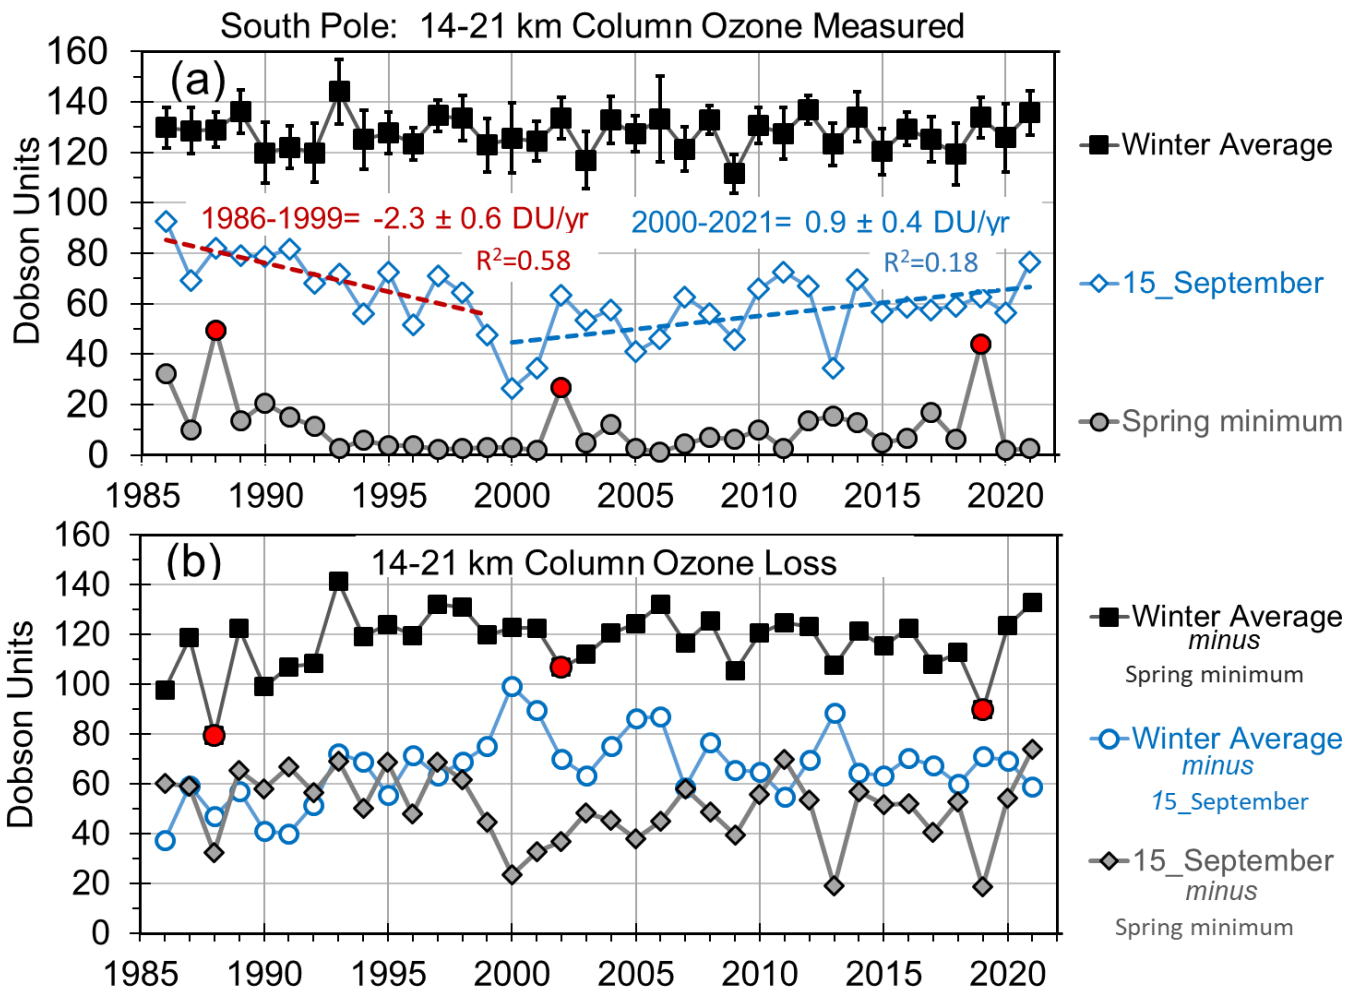 South Pole:  14-21 km Column Ozone Measured
(a)
Dobson Units
160
140
120
100
80
60
40
20
0
1986-1999= -2.3 ± 0.6 DU/yr
R²=0.58
2000-2021= 0.9 ± 0.4 DU/yr
R²=0.18
1985 1990 1995 2000 2005 2010 2015 2020
Winter Average
15_September
Spring minimum
14-21 km Column Ozone Loss
(b)
Dobson Units
160
140
120
100
80
60
40
20
0
1985 1990 1995 2000 2005 2010 2015 2020
Winter Average
minus
Spring minimum
Winter Average
minus
15_September
15_September
minus
Spring minimum